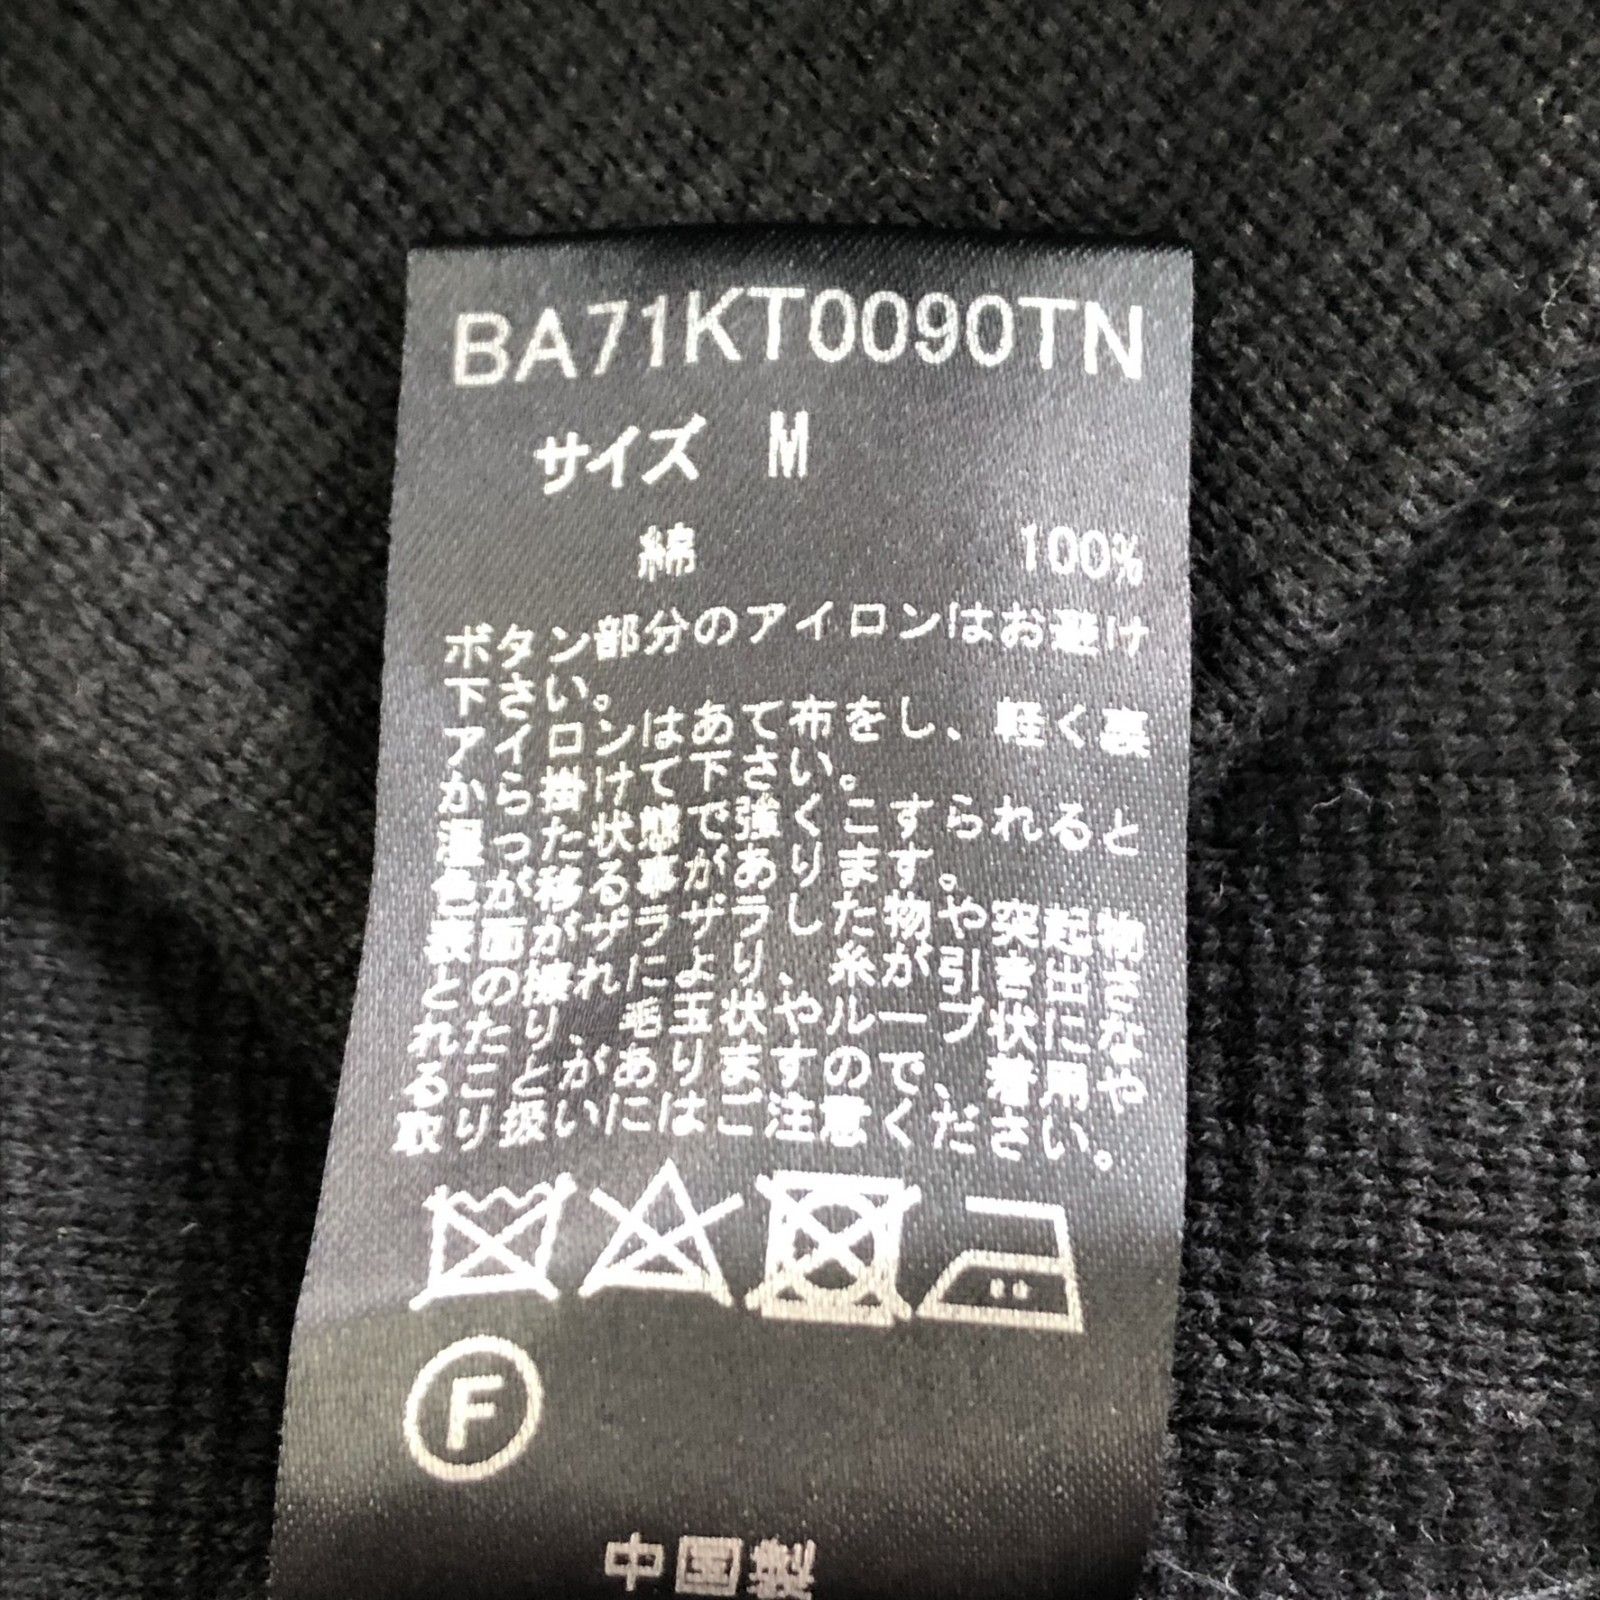 BA71KT0090TN
サイズ M
綿 100%
ボタン部分のアイロンはお避け
下さい。
アイロンはあて布をし、軽く裏
から掛けて下さい。
湿った状態で強くこすられると
色が移る事があります。
表面がザラザラした物や突起物
との擦れにより、糸が引き出さ
れたり、毛玉状やループ状にな
ることがありますので、着用や
取り扱いにはご注意ください。
F
中国製